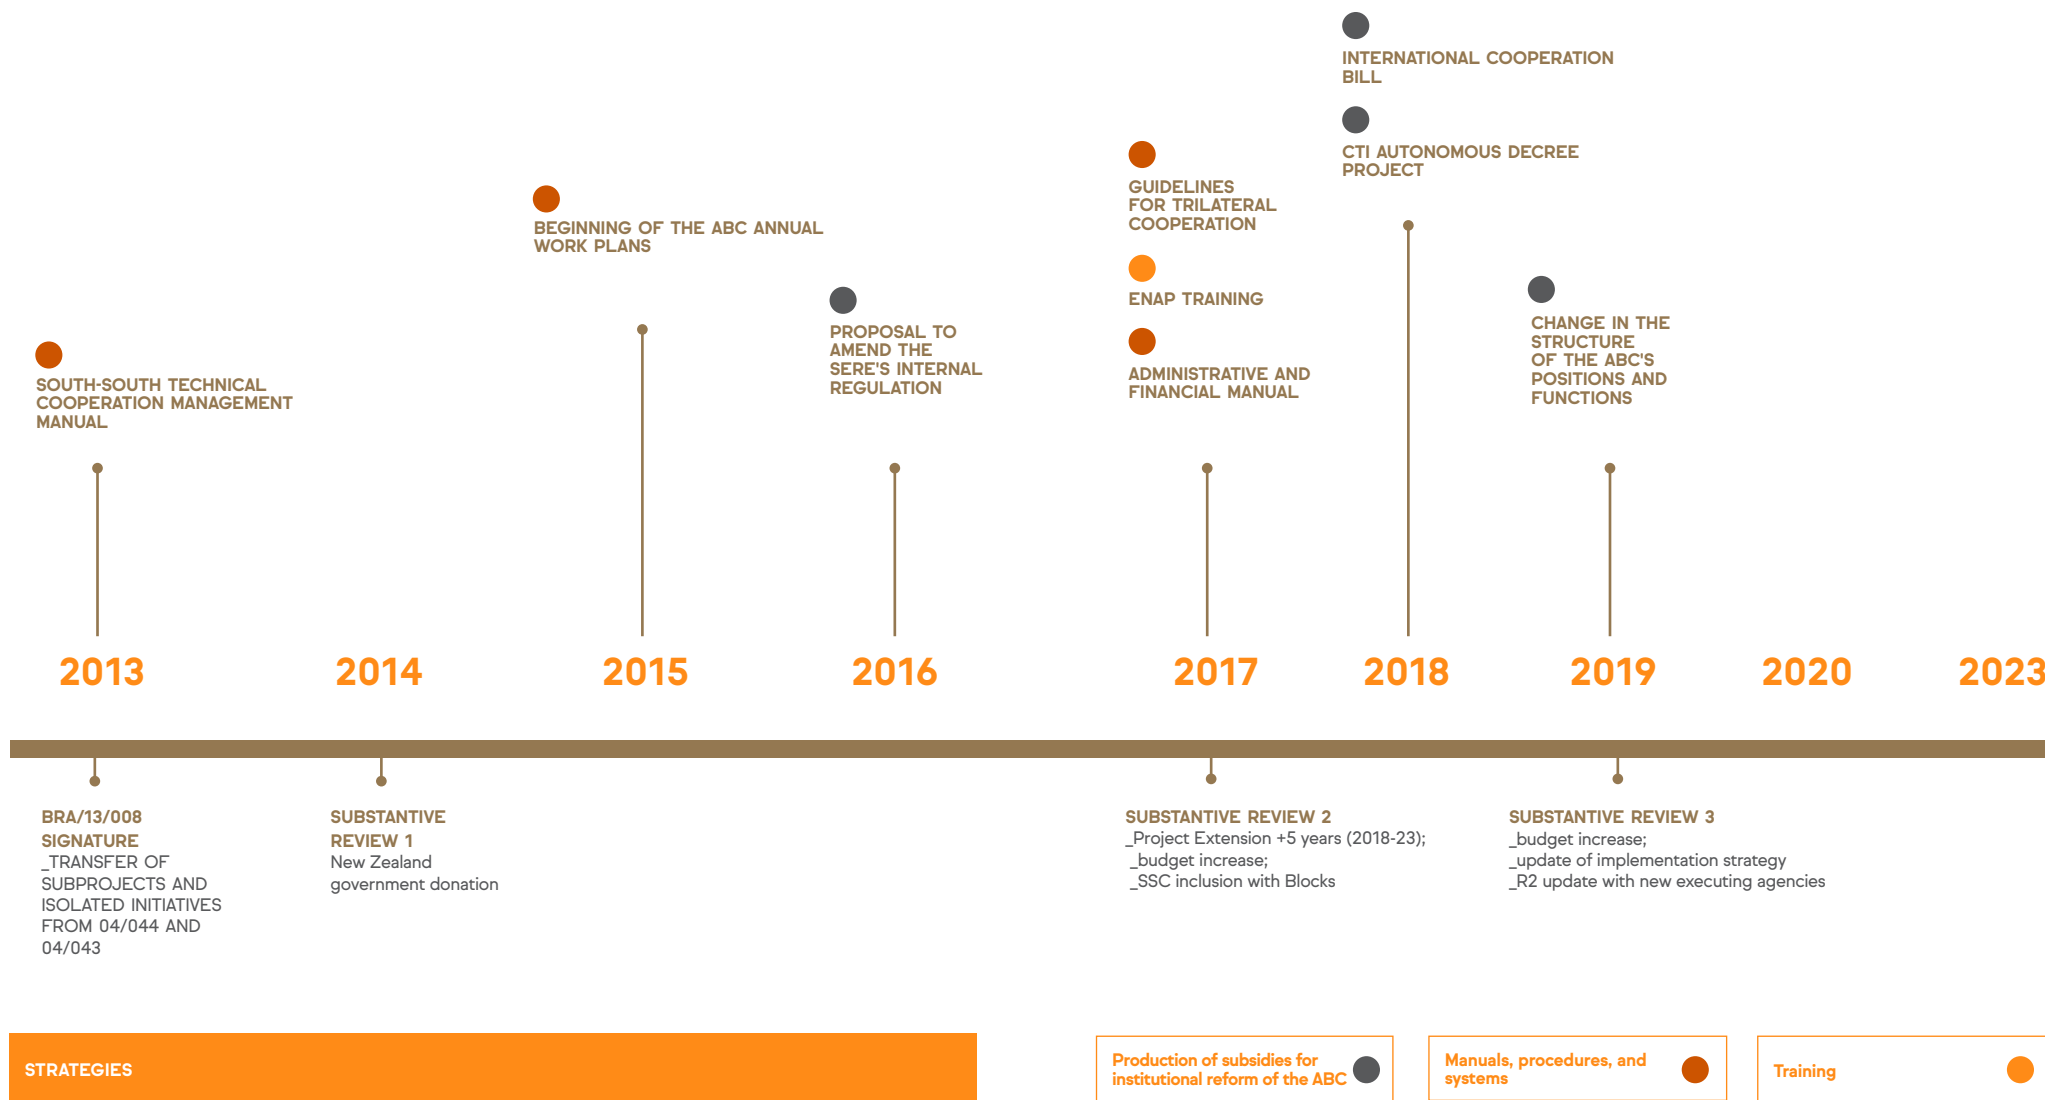 INTERNATIONAL COOPERATION
BILL
CTI AUTONOMOUS DECREE
PROJECT
GUIDELINES
FOR TRILATERAL
COOPERATION
ENAP TRAINING
ADMINISTRATIVE AND
FINANCIAL MANUAL
BEGINNING OF THE ABC ANNUAL
WORK PLANS
PROPOSAL TO
AMEND THE
SERE'S INTERNAL
REGULATION
CHANGE IN THE
STRUCTURE
OF THE ABC'S
POSITIONS AND
FUNCTIONS
SOUTH-SOUTH TECHNICAL
COOPERATION MANAGEMENT
MANUAL
2013 2014 2015 2016 2017 2018 2019 2020 2023
BRA/13/008
SIGNATURE
_TRANSFER OF
SUBPROJECTS AND
ISOLATED INITIATIVES
FROM 04/044 AND
04/043
SUBSTANTIVE
REVIEW 1
New Zealand
government donation
SUBSTANTIVE REVIEW 2
_Project Extension +5 years (2018-23);
_budget increase;
_SSC inclusion with Blocks
SUBSTANTIVE REVIEW 3
_budget increase;
_update of implementation strategy
_R2 update with new executing agencies
STRATEGIES
Production of subsidies for
institutional reform of the ABC
Manuals, procedures, and
systems
Training